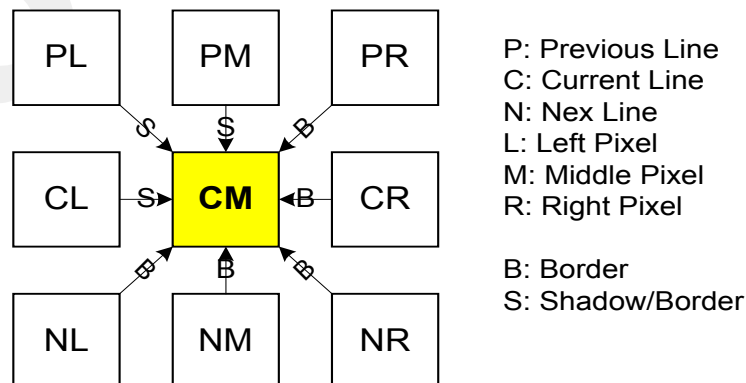 PL PM PR
S S B
CL S CM B CR
B B B
NL NM NR
P: Previous Line
C: Current Line
N: Nex Line
L: Left Pixel
M: Middle Pixel
R: Right Pixel
B: Border
S: Shadow/Border